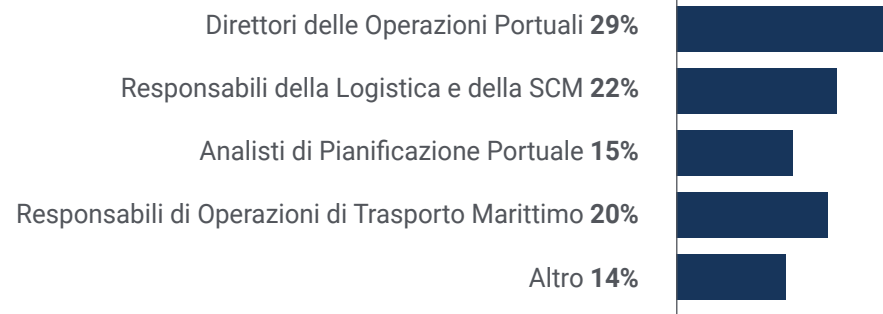 Direttori delle Operazioni Portuali 29%
Responsabili della Logistica e della SCM 22%
Analisti di Pianificazione Portuale 15%
Responsabili di Operazioni di Trasporto Marittimo 20%
Altro 14%